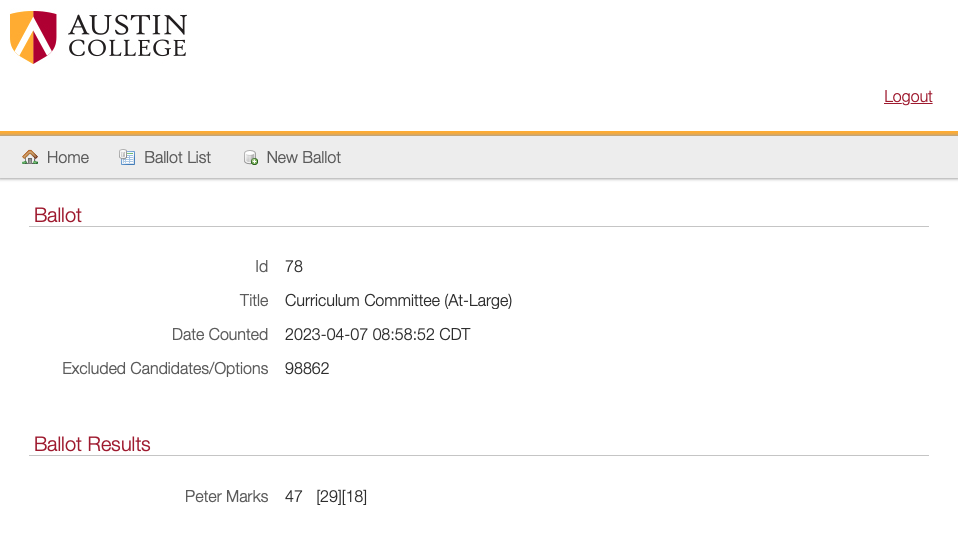 AUSTIN
COLLEGE
Logout
Home Ballot List New Ballot
Ballot
Id 78
Title Curriculum Committee (At-Large)
Date Counted 2023-04-07 08:58:52 CDT
Excluded Candidates/Options 98862
Ballot Results
Peter Marks 47 [29][18]